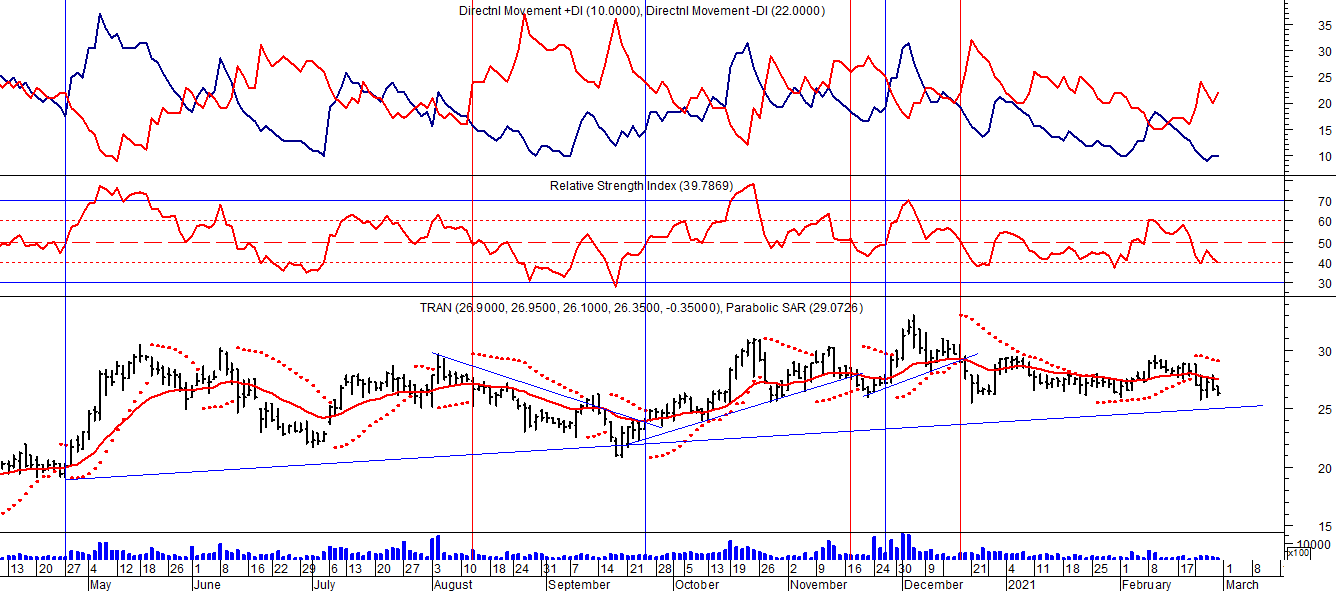 Directnl Movement +DI (10.0000), Directnl Movement -DI (22.0000)
35
30
25
20
15
10
Relative Strength Index (39.7869)
70
60
50
40
30
TRAN (26.9000, 26.9500, 26.1000, 26.3500, -0.35000), Parabolic SAR (29.0726)
30
25
20
15
10000
x100
13 20 27 4 12 18 26 1 8 16 22 29 6 13 20 27 3 10 18 24 31 7 14 21 28 5 13 19 26 2 9 16 24 30 9 21 4 11 18 25 1 8 17 1 8
May June July August September October November December 2021 February March